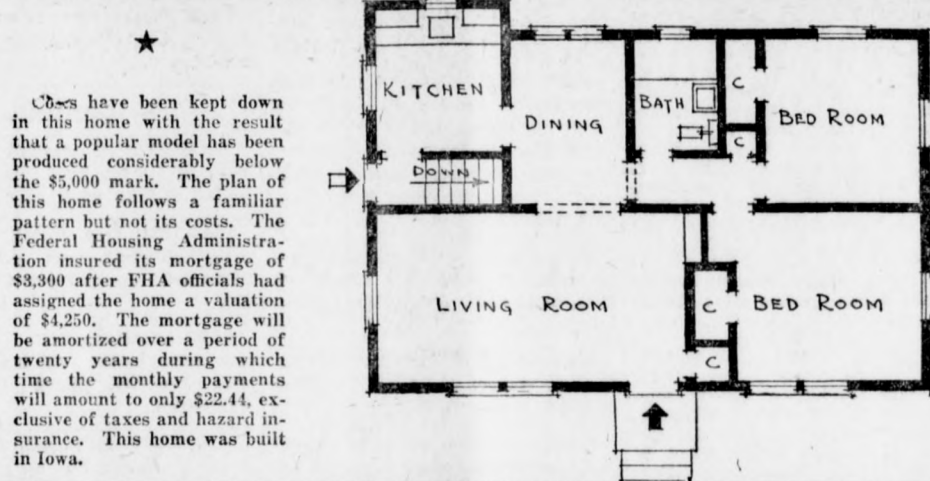 have been kept down
in this home with the result
that a popular model has been
produced considerably below
the $5,000 mark. The plan of
this home follows a familiar
pattern but not its costs. The
Federal Housing Administra-
tion insured its mortgage of
$3,300 after FHA officials had
assigned the home a valuation
of $4,250. The mortgage will
be amortized over a period of
twenty years during which
time the monthly payments
will amount to only $22.44, ex-
clusive of taxes and hazard in-
surance. This home was built
in Iowa.
KITCHEN
DINING
BATH
C
BED ROOM
C
DOWN
LIVING ROOM
C
BED ROOM
C